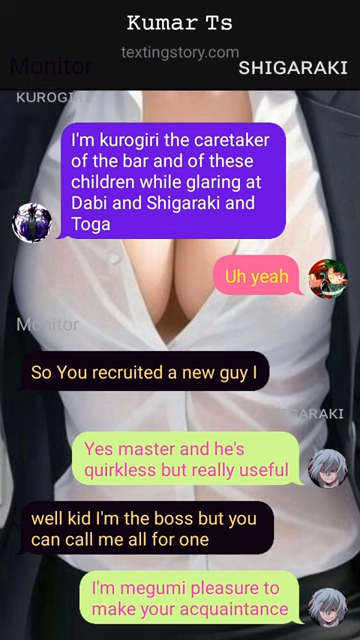 Kumar Ts
textingstory.com
Monitor
SHIGARAKI
KUROGIRI
I'm kurogiri the caretaker
of the bar and of these
children while glaring at
Dabi and Shigaraki and
Toga
Uh yeah
Monitor
So You recruited a new guy I
GARAKI
Yes master and he's
quirkless but really useful
well kid I'm the boss but you
can call me all for one
I'm megumi pleasure to
make your acquaintance